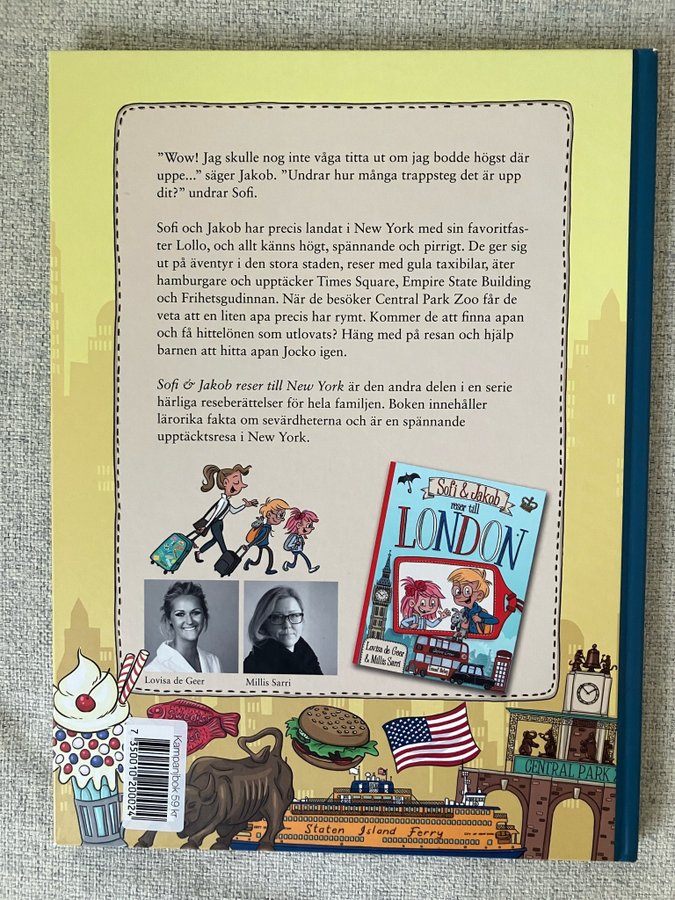 ”Wow! Jag skulle nog inte våga titta ut om jag bodde högst där
uppe...” säger Jakob. ”Undrar hur många trappsteg det är upp
dit?” undrar Sofi.
Sofi och Jakob har precis landat i New York med sin favoritfas-
ter Lollo, och allt känns högt, spännande och pirrigt. De ger sig
ut på äventyr i den stora staden, reser med gula taxibilar, äter
hamburgare och upptäcker Times Square, Empire State Building
och Frihetsgudinnan. När de besöker Central Park Zoo får de
veta att en liten apa precis har rymt. Kommer de att finna apan
och få hittelönen som utlovats? Häng med på resan och hjälp
barnen att hitta apan Jocko igen.
Sofi & Jakob reser till New York är den andra delen i en serie
härliga reseberättelser för hela familjen. Boken innehåller
lärorika fakta om sevärdheterna och är en spännande
upptäcktsresa i New York.
Sofi & Jakob
reser till
LONDON
Lovisa de Geer
& Millis Sarri
Lovisa de Geer
Millis Sarri
Swedish
CENTRAL PARK
Staten Island Ferry
Kampanjbok 59 kr
7 350010 200024